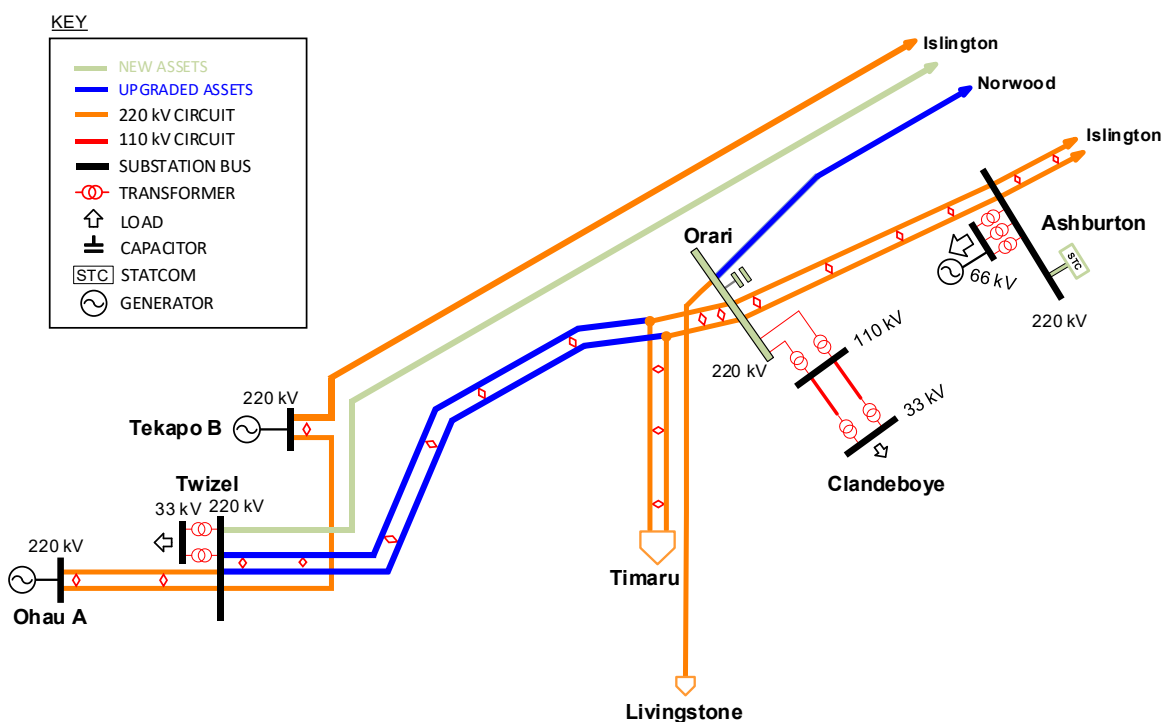 KEY
NEW ASSETS
UPGRADED ASSETS
220 kV CIRCUIT
110 kV CIRCUIT
SUBSTATION BUS
TRANSFORMER
LOAD
CAPACITOR
STC STATCOM
GENERATOR
Islington
Norwood
Islington
Ashburton
STC
66 kV
220 kV
Orari
220 kV
110 kV
33 kV
Clandeboye
220 kV
Tekapo B
Twizel
33 kV
220 kV
220 kV
Ohau A
Timaru
Livingstone